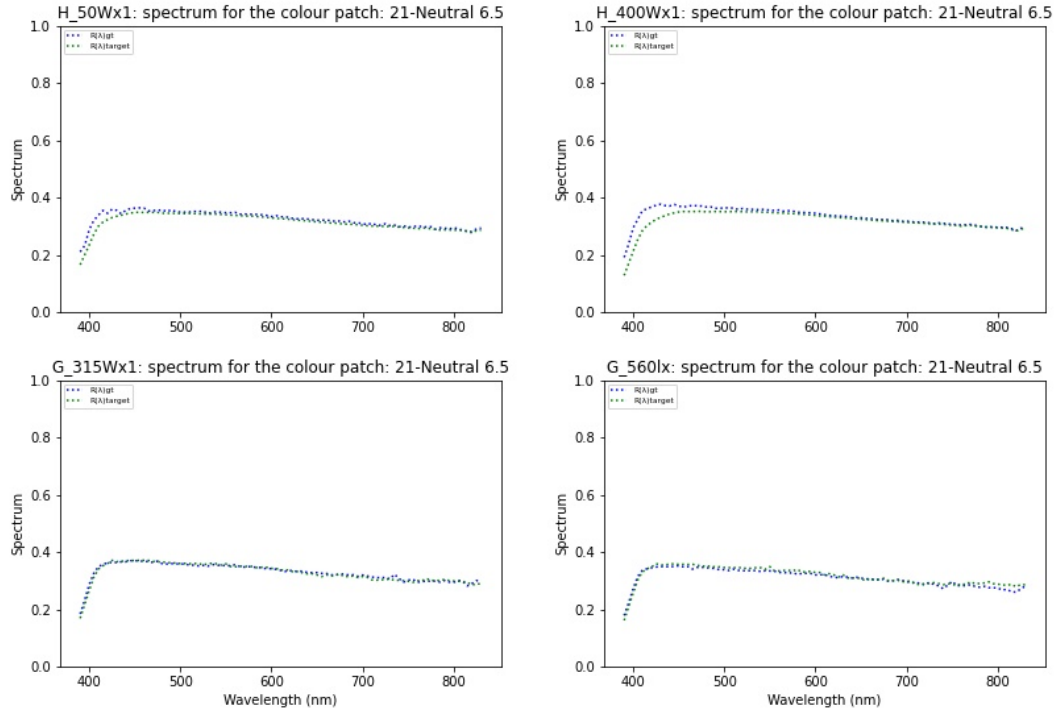 H_50Wx1: spectrum for the colour patch: 21-Neutral 6.5
1.0
0.8
0.6
0.4
0.2
0.0
Spectrum
R(λ)gt
R(λ)target
400 500 600 700 800
H_400Wx1: spectrum for the colour patch: 21-Neutral 6.5
1.0
0.8
0.6
0.4
0.2
0.0
Spectrum
R(λ)gt
R(λ)target
400 500 600 700 800
G_315Wx1: spectrum for the colour patch: 21-Neutral 6.5
1.0
0.8
0.6
0.4
0.2
0.0
Spectrum
R(λ)gt
R(λ)target
400 500 600 700 800
Wavelength (nm)
G_560lx: spectrum for the colour patch: 21-Neutral 6.5
1.0
0.8
0.6
0.4
0.2
0.0
Spectrum
R(λ)gt
R(λ)target
400 500 600 700 800
Wavelength (nm)